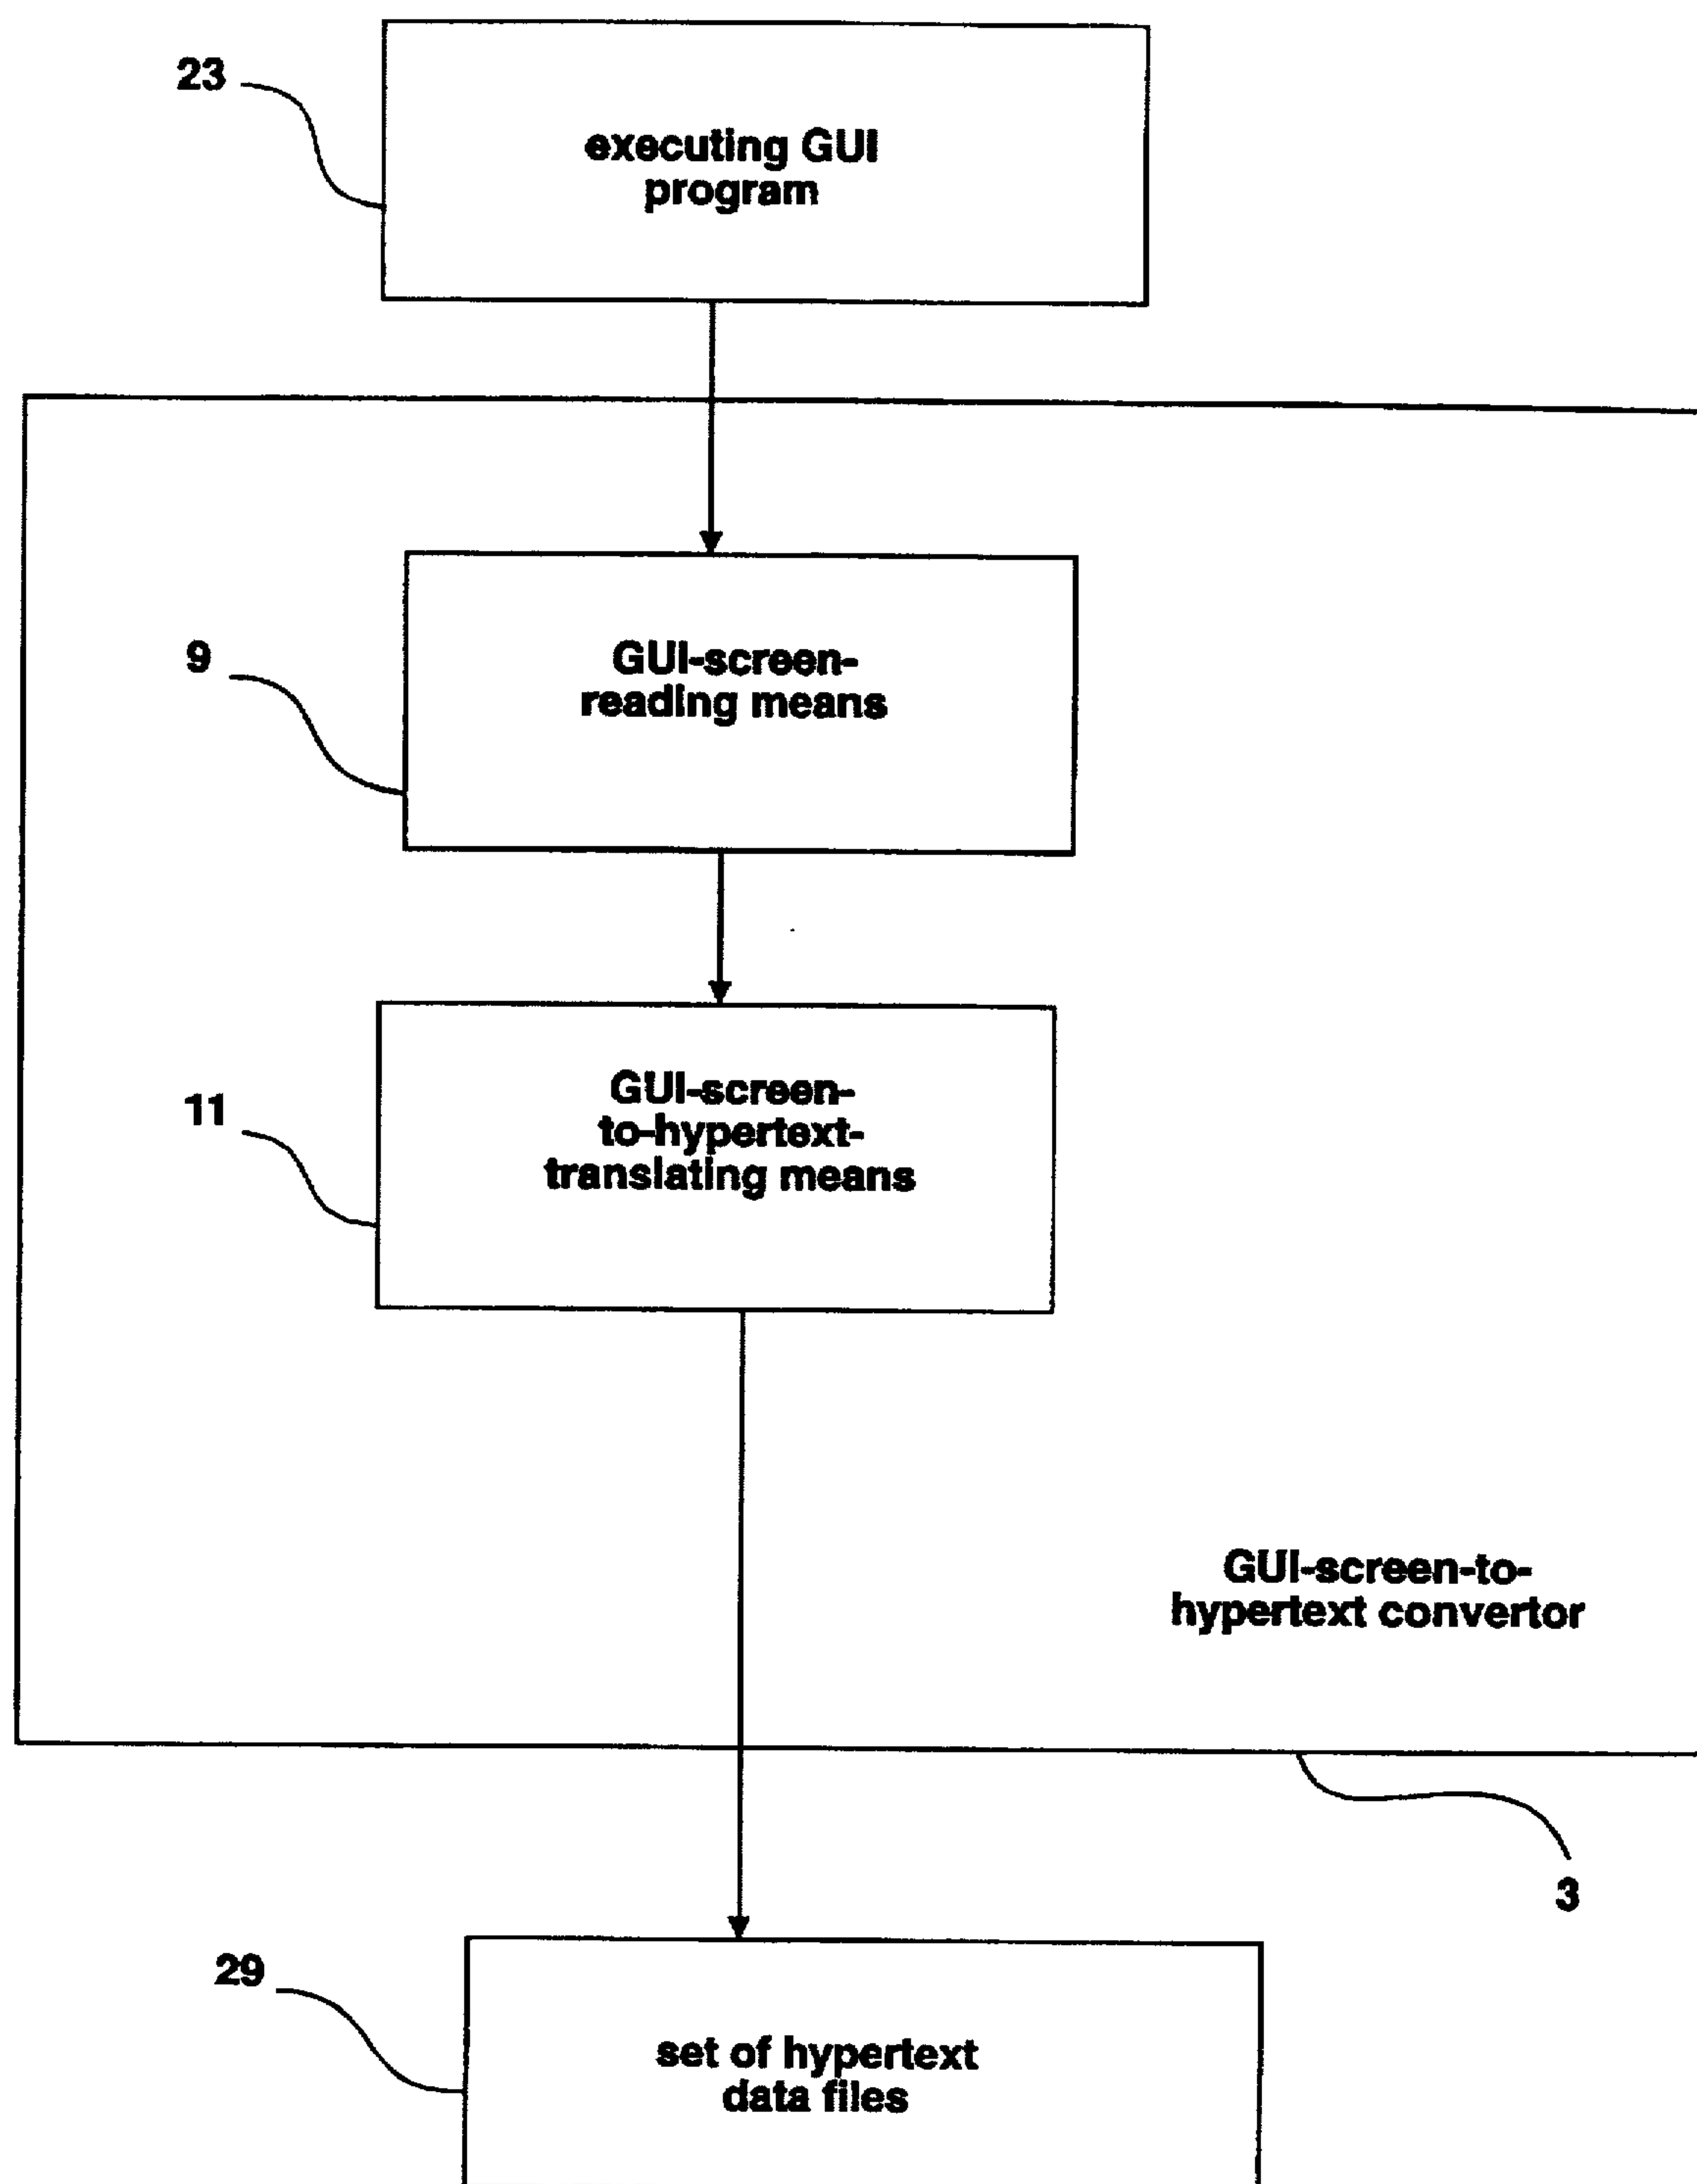 23
executing GUI
program
9
GUI-screen-
reading means
11
GUI-screen-
to-hypertext-
translating means
GUI-screen-to-
hypertext convertor
3
29
set of hypertext
data files